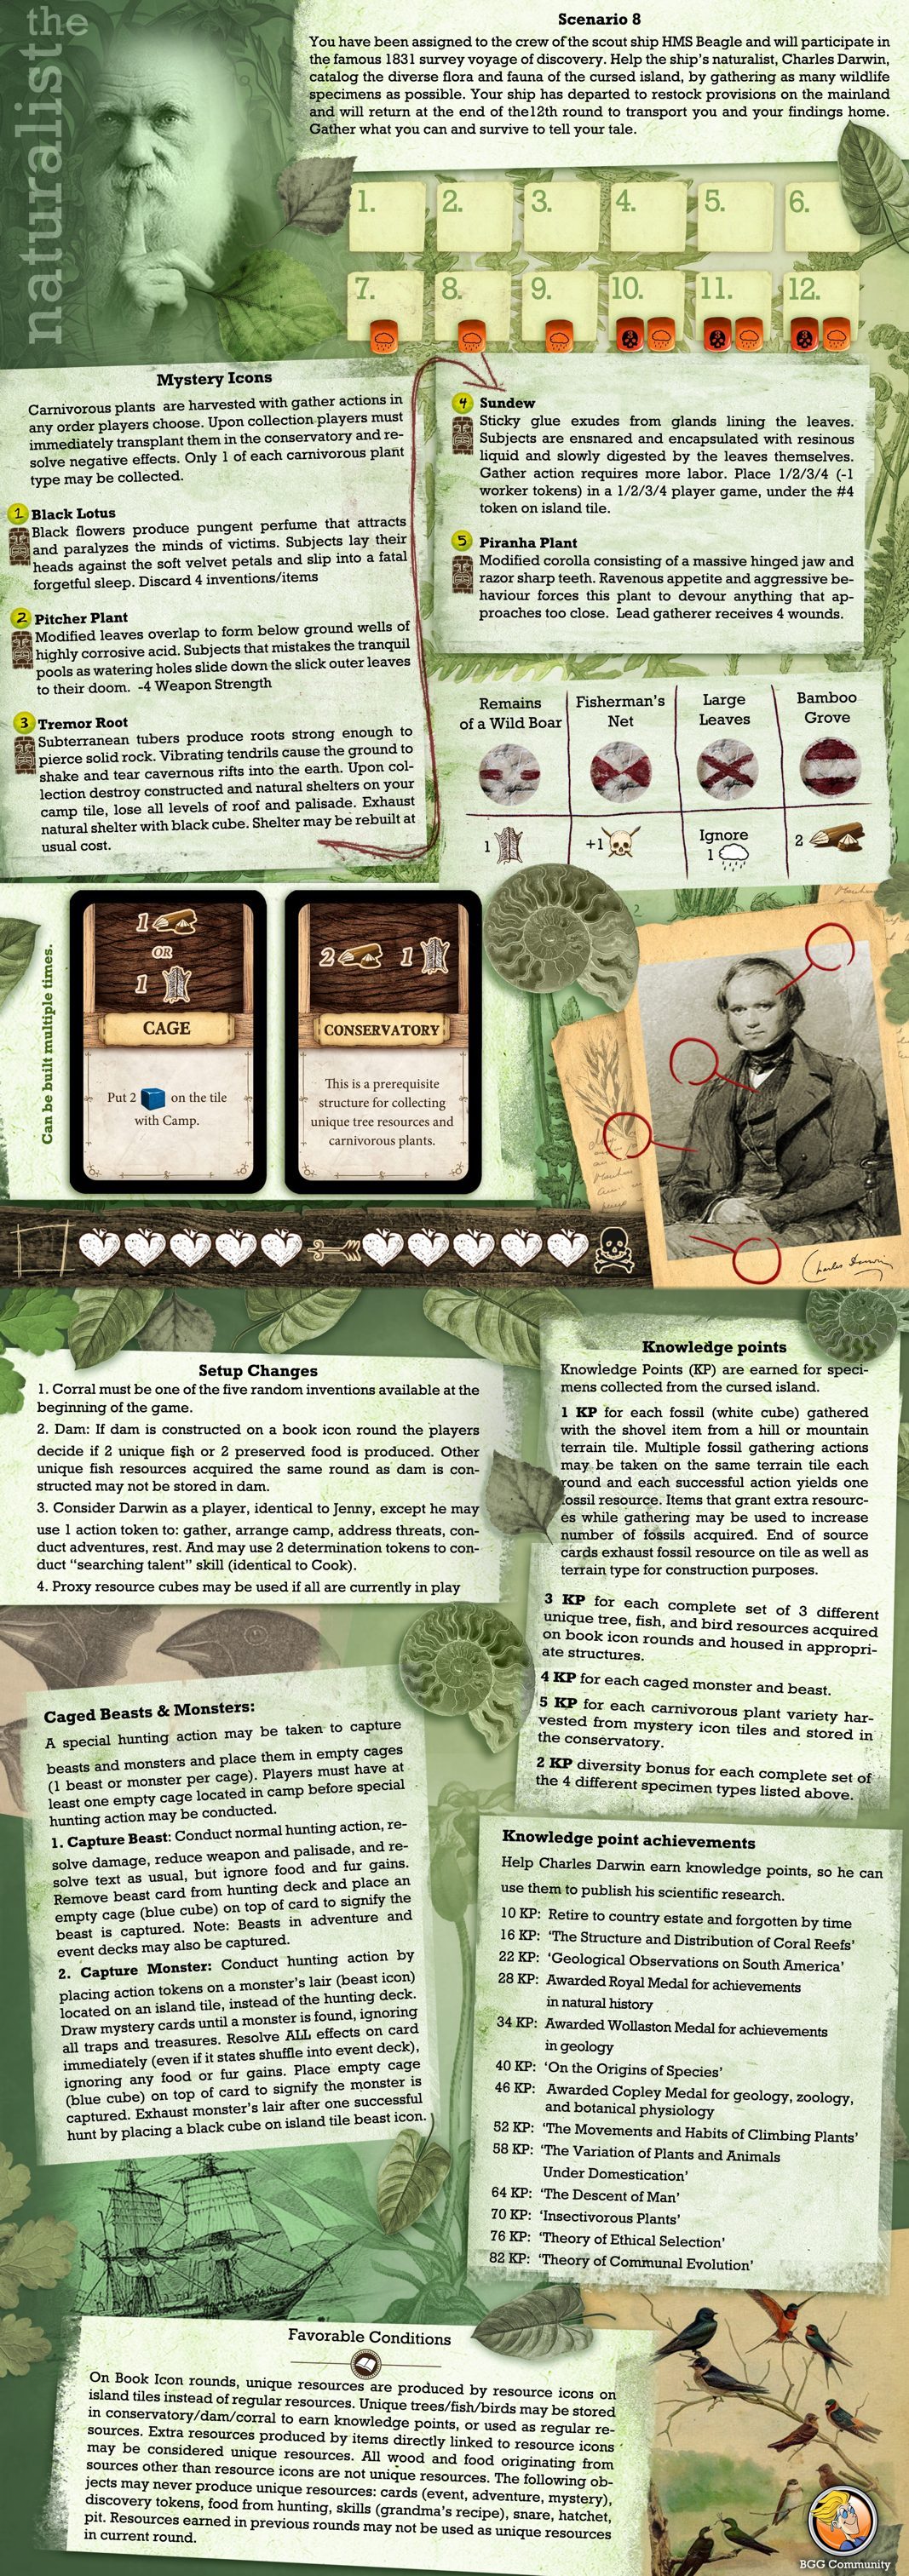 the
naturalist
Scenario 8
You have been assigned to the crew of the scout ship HMS Beagle and will participate in
the famous 1831 survey voyage of discovery. Help the ship's naturalist, Charles Darwin,
catalog the diverse flora and fauna of the cursed island, by gathering as many wildlife
specimens as possible. Your ship has departed to restock provisions on the mainland
and will return at the end of the12th round to transport you and your findings home.
Gather what you can and survive to tell your tale.
1. 2. 3. 4. 5. 6.
7. 8. 9. 10. 11. 12.
3 3 3
Mystery Icons
Carnivorous plants are harvested with gather actions in
any order players choose. Upon collection players must
immediately transplant them in the conservatory and re-
solve negative effects. Only 1 of each carnivorous plant
type may be collected.
1 Black Lotus
Black flowers produce pungent perfume that attracts
and paralyzes the minds of victims. Subjects lay their
heads against the soft velvet petals and slip into a fatal
forgetful sleep. Discard 4 inventions/items
2 Pitcher Plant
Modified leaves overlap to form below ground wells of
highly corrosive acid. Subjects that mistakes the tranquil
pools as watering holes slide down the slick outer leaves
to their doom. -4 Weapon Strength
3 Tremor Root
Subterranean tubers produce roots strong enough to
pierce solid rock. Vibrating tendrils cause the ground to
shake and tear cavernous rifts into the earth. Upon col-
lection destroy constructed and natural shelters on your
camp tile, lose all levels of roof and palisade. Exhaust
natural shelter with black cube. Shelter may be rebuilt at
usual cost.
4 Sundew
Sticky glue exudes from glands lining the leaves.
Subjects are ensnared and encapsulated with resinous
liquid and slowly digested by the leaves themselves.
Gather action requires more labor. Place 1/2/3/4 (-1
worker tokens) in a 1/2/3/4 player game, under the #4
token on island tile.
5 Piranha Plant
Modified corolla consisting of a massive hinged jaw and
razor sharp teeth. Ravenous appetite and aggressive be-
haviour forces this plant to devour anything that ap-
proaches too close. Lead gatherer receives 4 wounds.
Remains
of a Wild Boar
Fisherman's
Net
Large
Leaves
Bamboo
Grove
1
+1
Ignore
1
2
Can be built multiple times.
1
OR
1
CAGE
Put 2 on the tile
with Camp.
2 1
CONSERVATORY
This is a prerequisite
structure for collecting
unique tree resources and
carnivorous plants.
Charles Darwin
Setup Changes
1. Corral must be one of the five random inventions available at the
beginning of the game.
2. Dam: If dam is constructed on a book icon round the players
decide if 2 unique fish or 2 preserved food is produced. Other
unique fish resources acquired the same round as dam is con-
structed may not be stored in dam.
3. Consider Darwin as a player, identical to Jenny, except he may
use 1 action token to: gather, arrange camp, address threats, con-
duct adventures, rest. And may use 2 determination tokens to con-
duct "searching talent" skill (identical to Cook).
4. Proxy resource cubes may be used if all are currently in play
Knowledge points
Knowledge Points (KP) are earned for speci-
mens collected from the cursed island.
1 KP for each fossil (white cube) gathered
with the shovel item from a hill or mountain
terrain tile. Multiple fossil gathering actions
may be taken on the same terrain tile each
round and each successful action yields one
fossil resource. Items that grant extra resourc-
es while gathering may be used to increase
number of fossils acquired. End of source
cards exhaust fossil resource on tile as well as
terrain type for construction purposes.
3 KP for each complete set of 3 different
unique tree, fish, and bird resources acquired
on book icon rounds and housed in appropri-
ate structures.
4 KP for each caged monster and beast.
5 KP for each carnivorous plant variety har-
vested from mystery icon tiles and stored in
the conservatory.
2 KP diversity bonus for each complete set of
the 4 different specimen types listed above.
Caged Beasts & Monsters:
A special hunting action may be taken to capture
beasts and monsters and place them in empty cages
(1 beast or monster per cage). Players must have at
least one empty cage located in camp before special
hunting action may be conducted.
1. Capture Beast: Conduct normal hunting action, re-
solve damage, reduce weapon and palisade, and re-
solve text as usual, but ignore food and fur gains.
Remove beast card from hunting deck and place an
empty cage (blue cube) on top of card to signify the
beast is captured. Note: Beasts in adventure and
event decks may also be captured.
2. Capture Monster: Conduct hunting action by
placing action tokens on a monster's lair (beast icon)
located on an island tile, instead of the hunting deck.
Draw mystery cards until a monster is found, ignoring
all traps and treasures. Resolve ALL effects on card
immediately (even if it states shuffle into event deck),
ignoring any food or fur gains. Place empty cage
(blue cube) on top of card to signify the monster is
captured. Exhaust monster's lair after one successful
hunt by placing a black cube on island tile beast icon.
Knowledge point achievements
Help Charles Darwin earn knowledge points, so he can
use them to publish his scientific research.
10 KP: Retire to country estate and forgotten by time
16 KP: 'The Structure and Distribution of Coral Reefs'
22 KP: 'Geological Observations on South America'
28 KP: Awarded Royal Medal for achievements
in natural history
34 KP: Awarded Wollaston Medal for achievements
in geology
40 KP: 'On the Origins of Species'
46 KP: Awarded Copley Medal for geology, zoology,
and botanical physiology
52 KP: 'The Movements and Habits of Climbing Plants'
58 KP: 'The Variation of Plants and Animals
Under Domestication'
64 KP: 'The Descent of Man'
70 KP: 'Insectivorous Plants'
76 KP: 'Theory of Ethical Selection'
82 KP: 'Theory of Communal Evolution'
Favorable Conditions
On Book Icon rounds, unique resources are produced by resource icons on
island tiles instead of regular resources. Unique trees/fish/birds may be stored
in conservatory/dam/corral to earn knowledge points, or used as regular re-
sources. Extra resources produced by items directly linked to resource icons
may be considered unique resources. All wood and food originating from
sources other than resource icons are not unique resources. The following ob-
jects may never produce unique resources: cards (event, adventure, mystery),
discovery tokens, food from hunting, skills (grandma's recipe), snare, hatchet,
pit. Resources earned in previous rounds may not be used as unique resources
in current round.
BGG Community